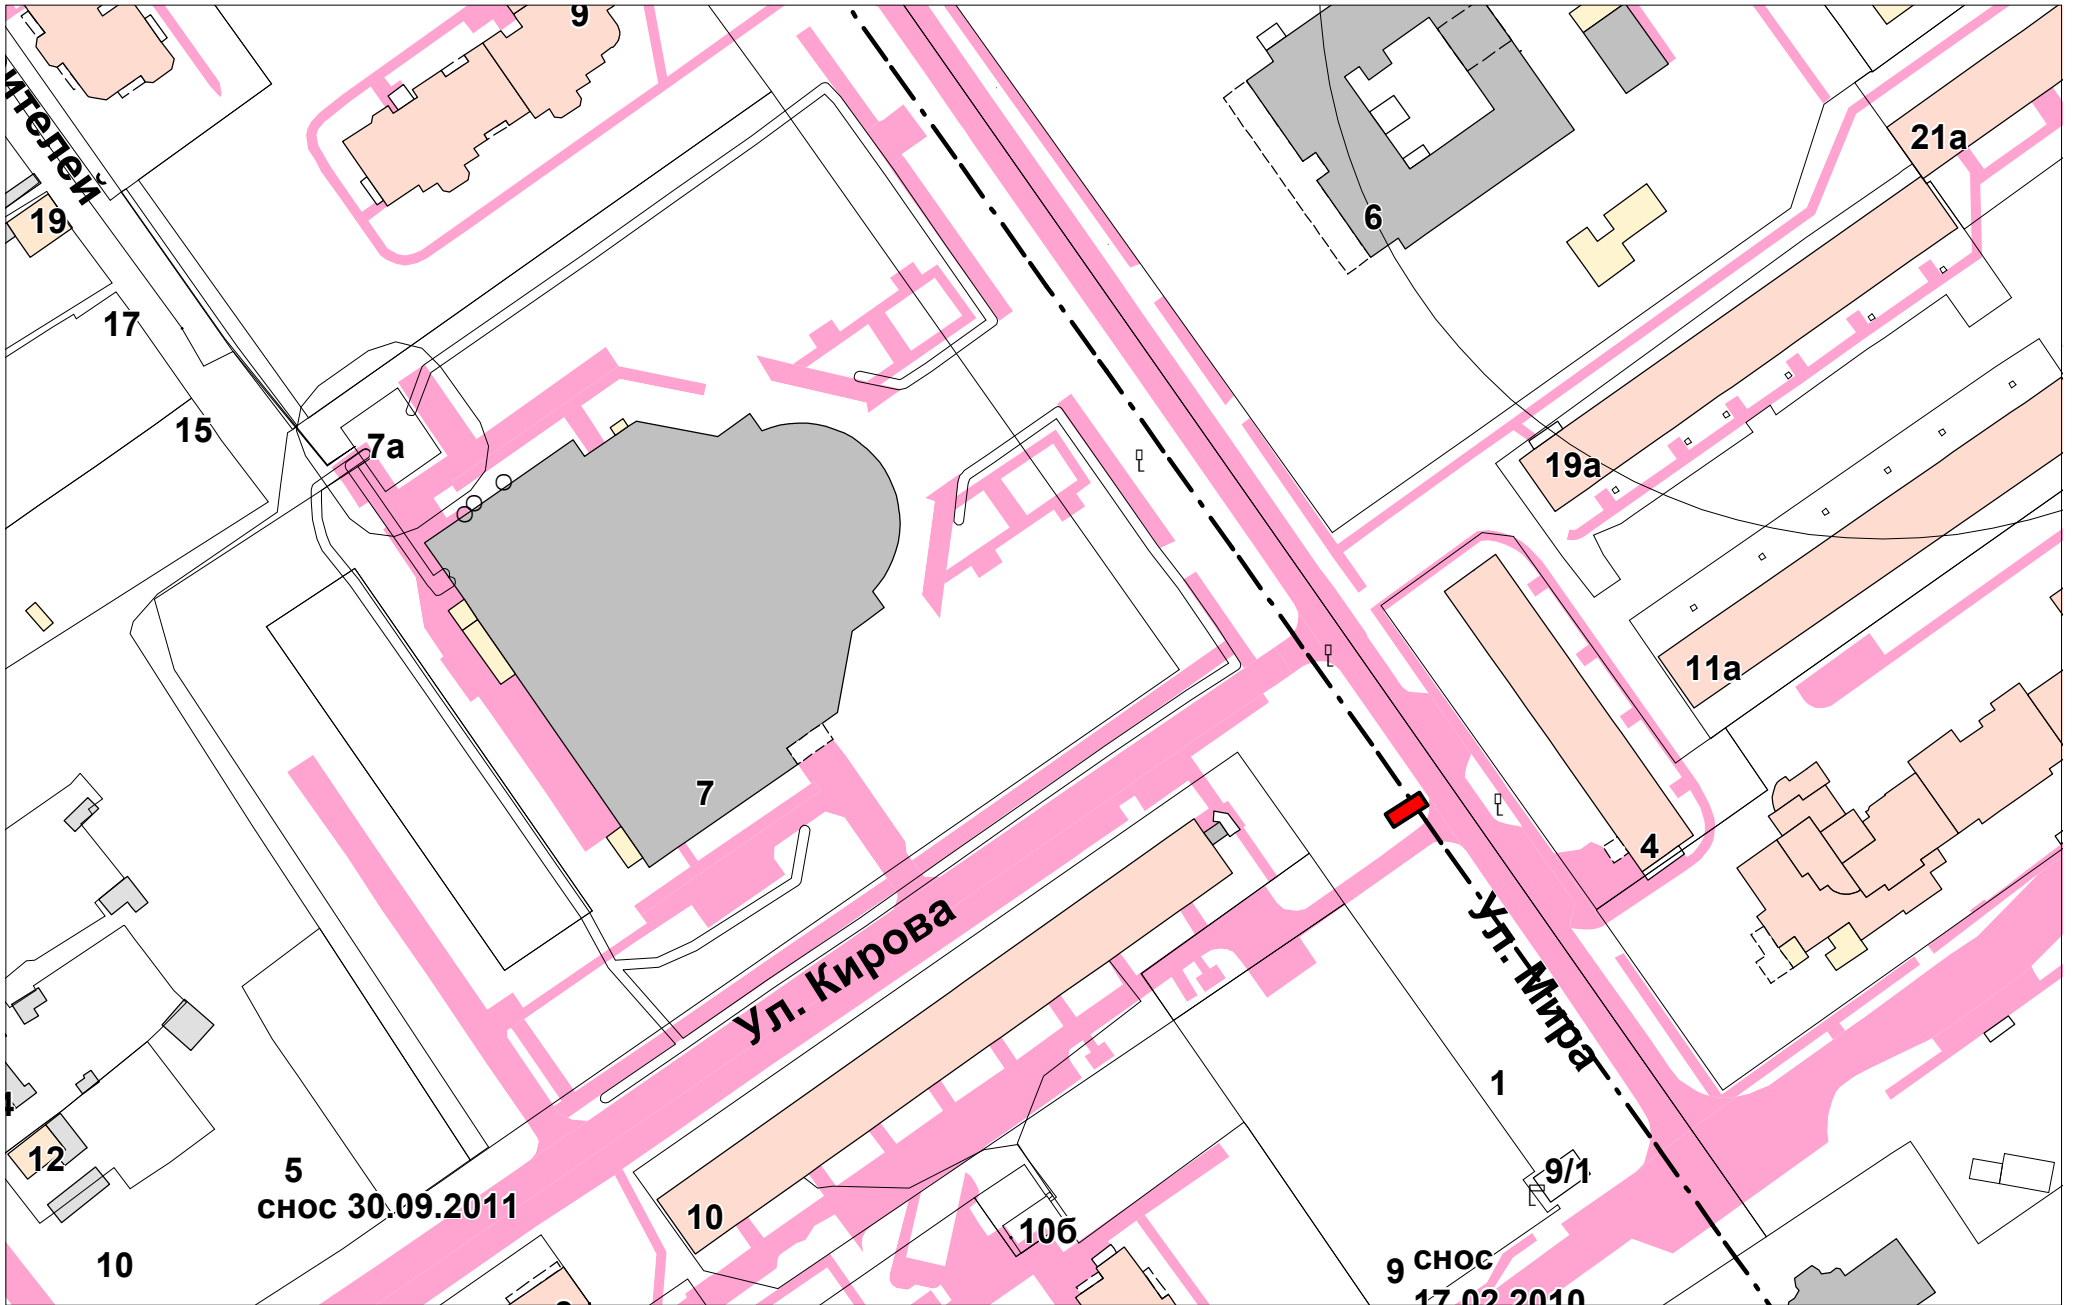 9
ителей
21а
19
6
17
15
7а
19а
11а
7
4
ул. Кирова
ул. Мира
1
12
5
снос 30.09.2011
9/1
10
10б
10
9 снос
17.02.2010